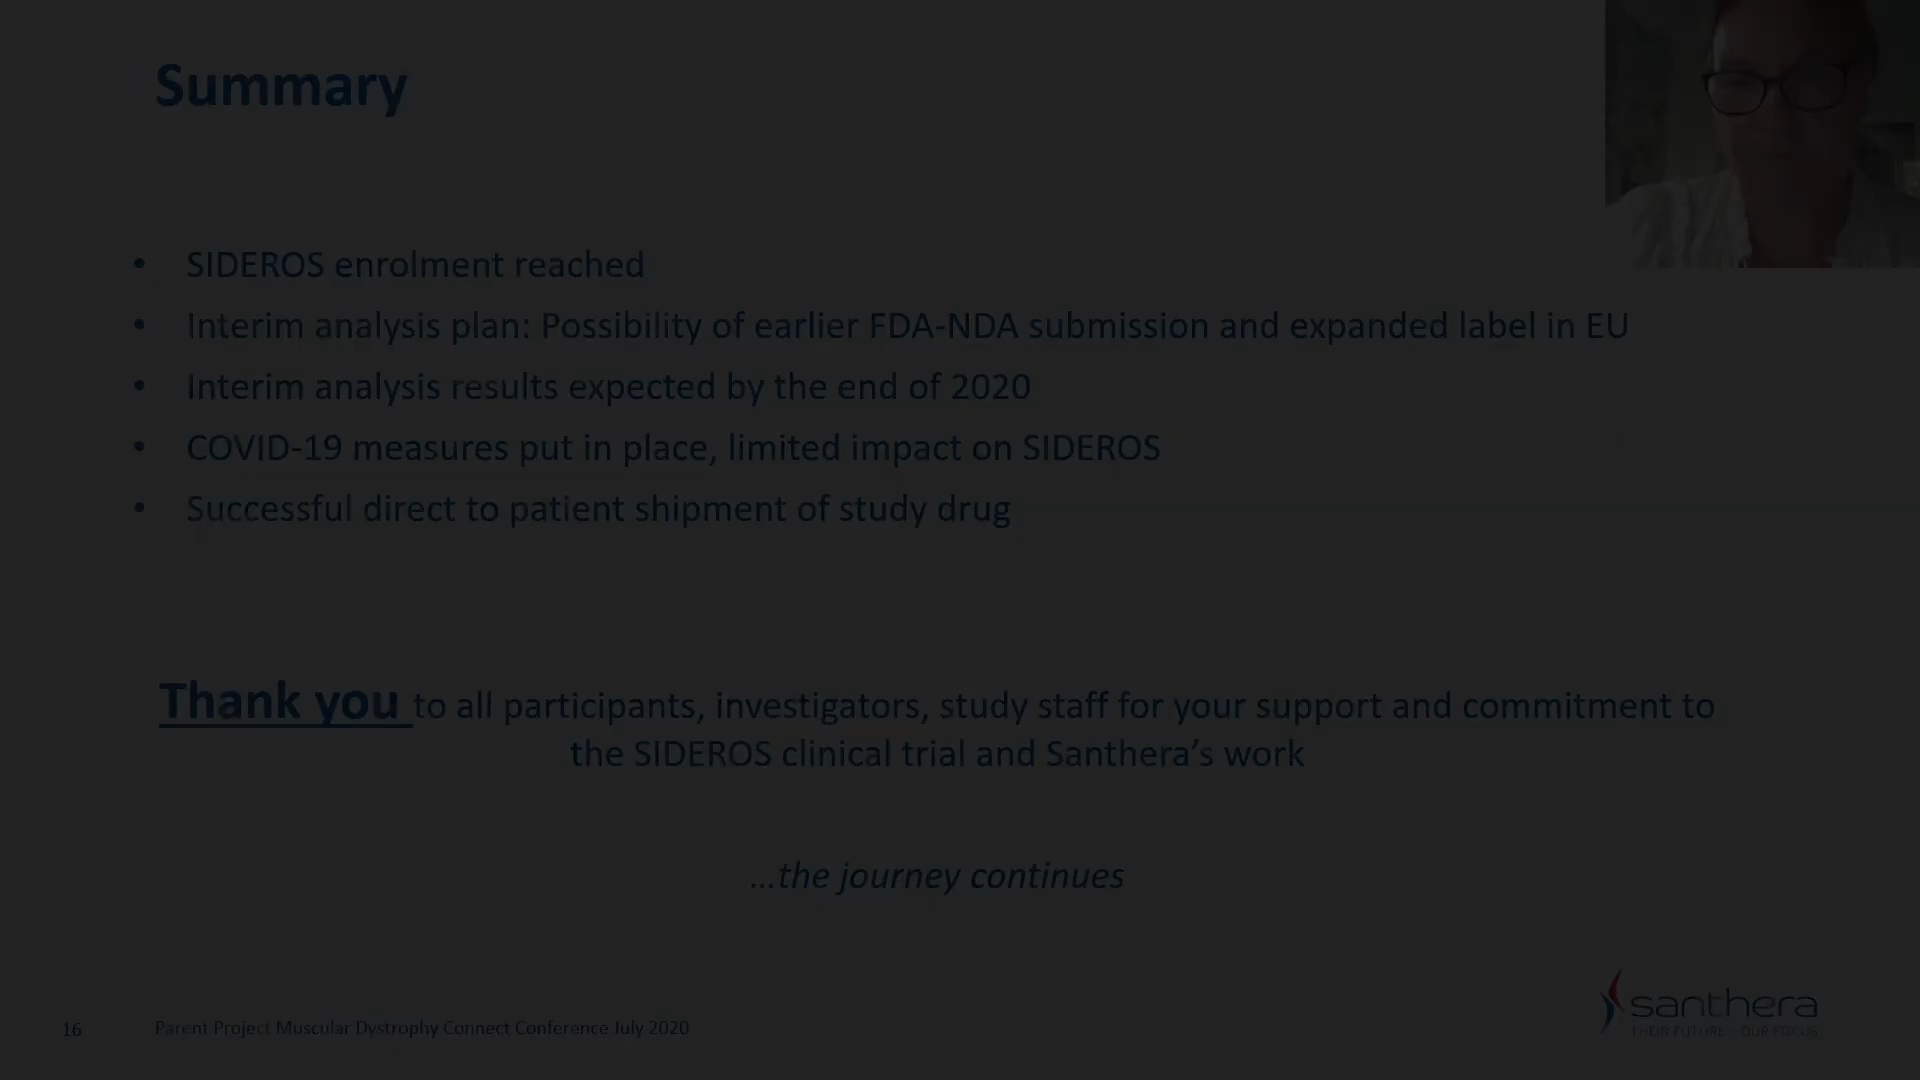 Summary
• SIDEROS enrolment reached
• Interim analysis plan: Possibility of earlier FDA-NDA submission and expanded label in EU
• Interim analysis results expected by the end of 2020
• COVID-19 measures put in place, limited impact on SIDEROS
• Successful direct to patient shipment of study drug
Thank you to all participants, investigators, study staff for your support and commitment to
the SIDEROS clinical trial and Santhera’s work
...the journey continues
16
Parent Project Muscular Dystrophy Connect Conference July 2020
santhera
THEIR FUTURE - OUR FOCUS